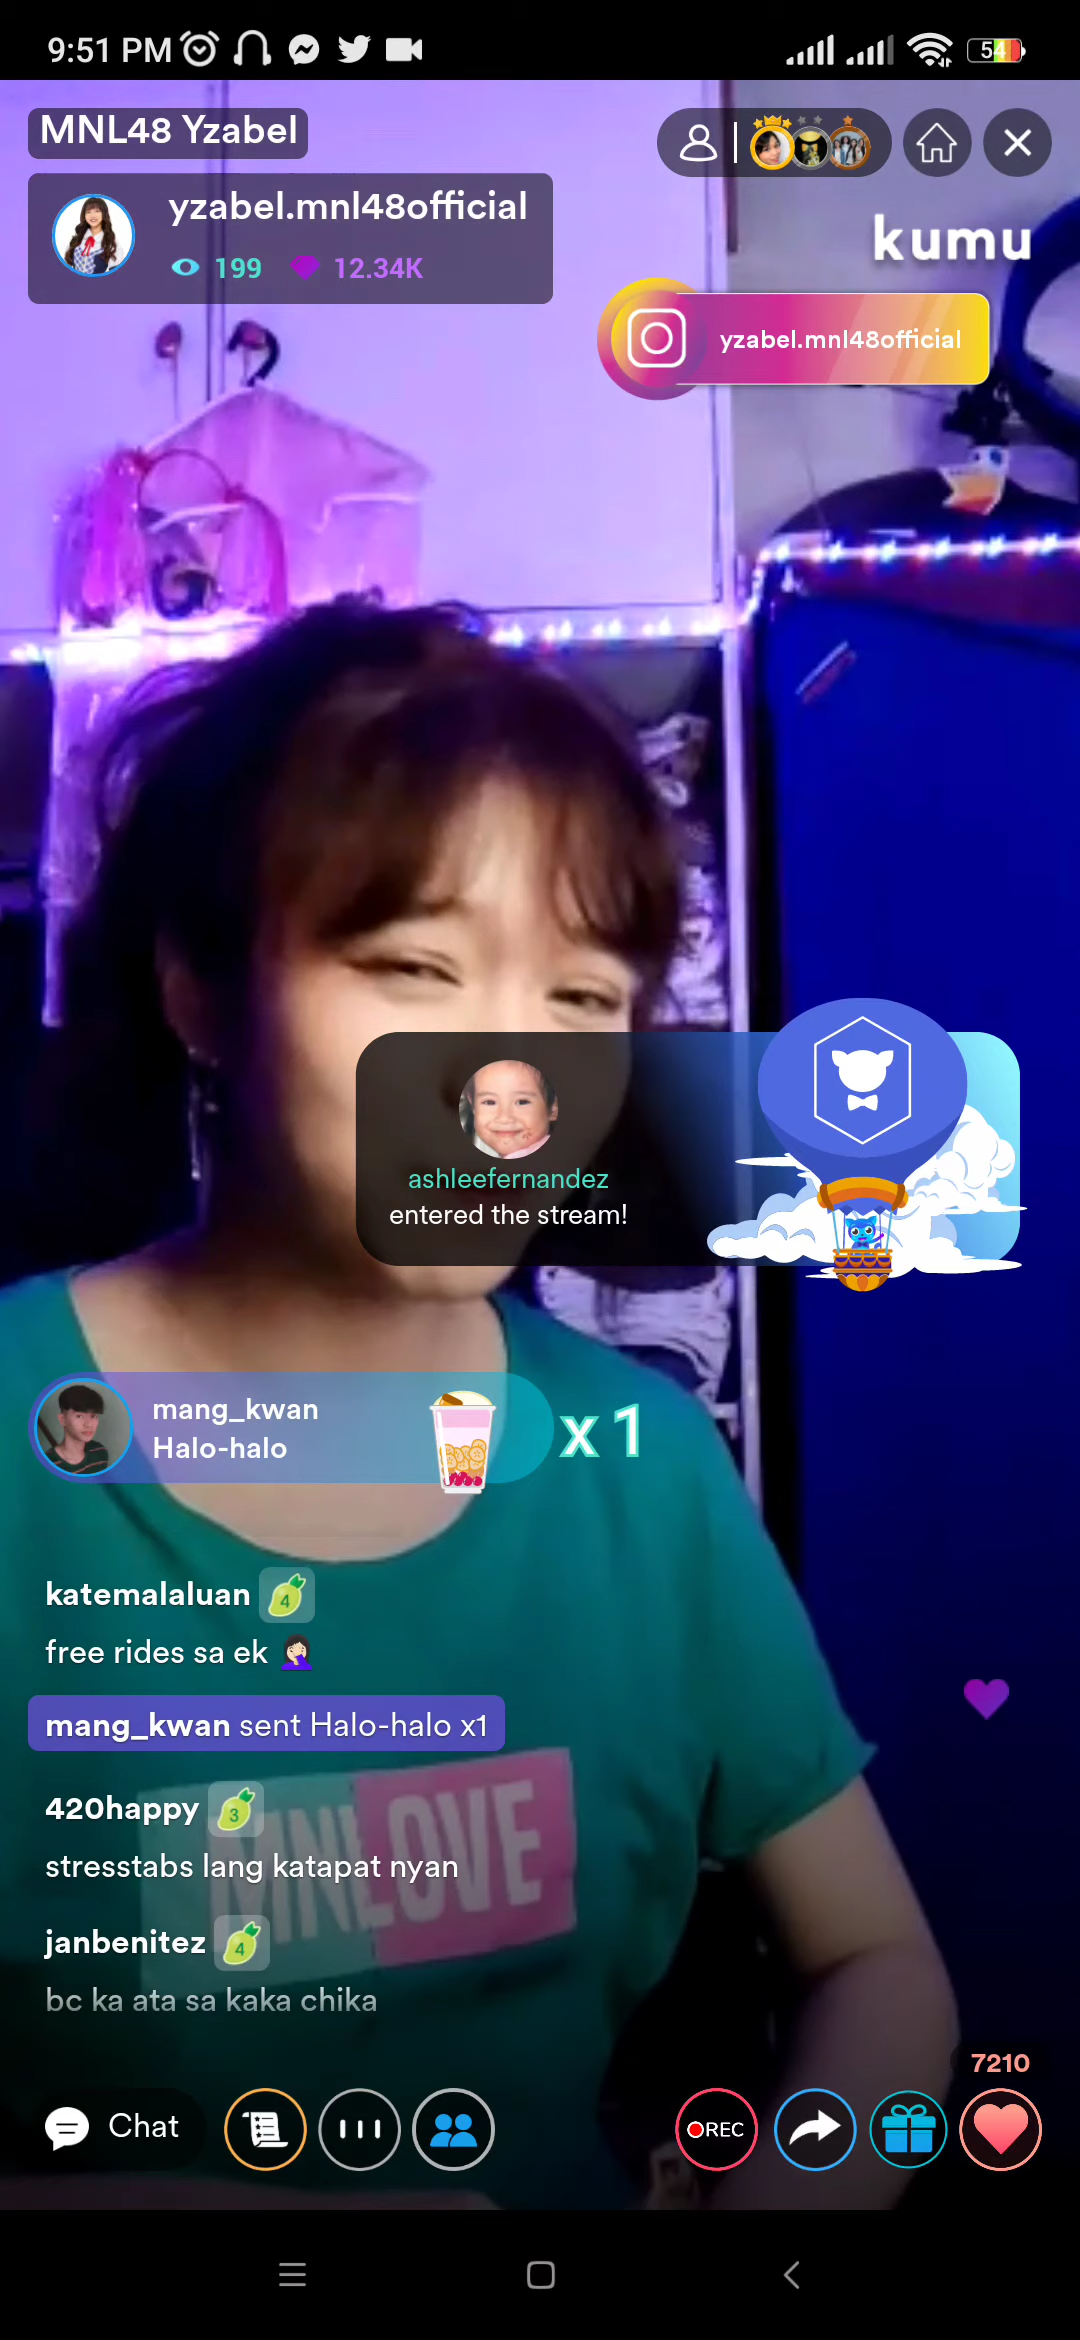 9:51 PM
54
MNL48 Yzabel
yzabel.mnl48official
199 12.34K
kumu
yzabel.mnl48official
ashleefernandez
entered the stream!
mang_kwan
Halo-halo
x 1
katemalaluan 4
free rides sa ek
mang_kwan sent Halo-halo x1
420happy 3
stresstabs lang katapat nyan
MNLOVE
janbenitez 4
bc ka ata sa kaka chika
7210
Chat
REC